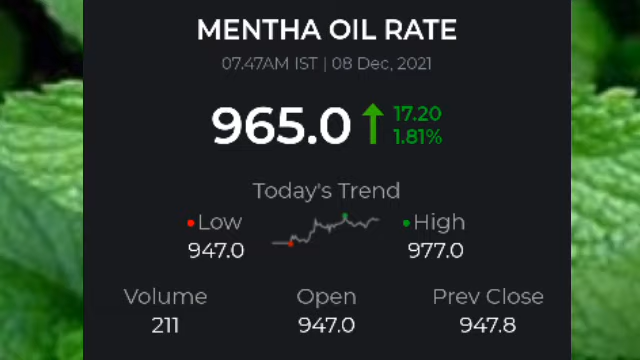 MENTHA OIL RATE
07.47AM IST | 08 Dec, 2021
965.0 17.20
1.81%
Today's Trend
Low High
947.0 977.0
Volume Open Prev Close
211 947.0 947.8